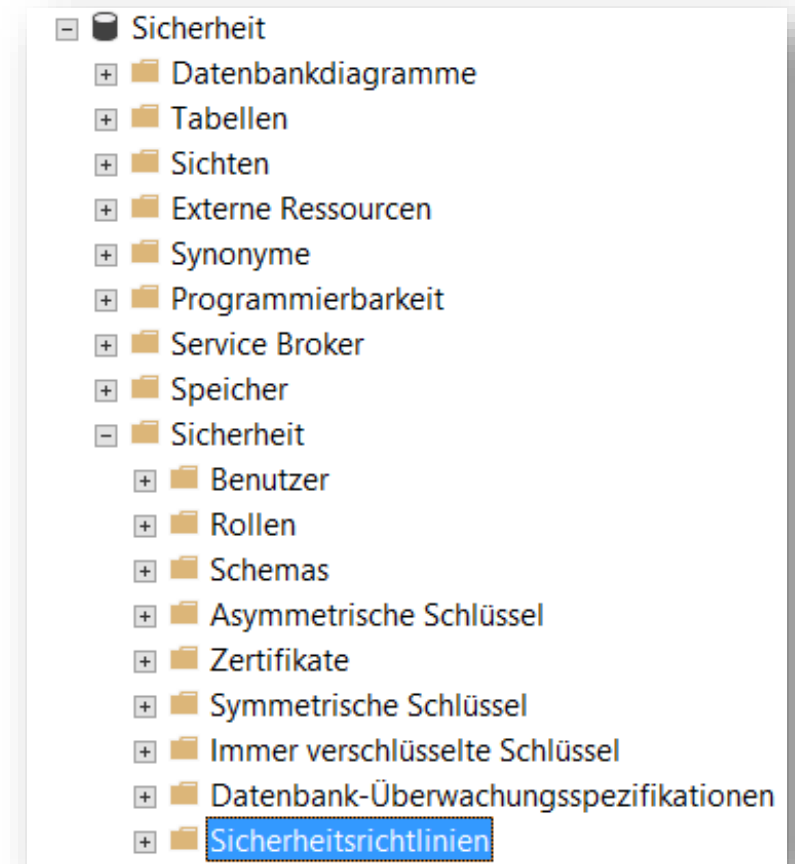 Sicherheit
Datenbankdiagramme
Tabellen
Sichten
Externe Ressourcen
Synonyme
Programmierbarkeit
Service Broker
Speicher
Sicherheit
Benutzer
Rollen
Schemas
Asymmetrische Schlüssel
Zertifikate
Symmetrische Schlüssel
Immer verschlüsselte Schlüssel
Datenbank-Überwachungsspezifikationen
Sicherheitsrichtlinien